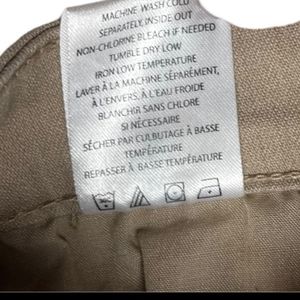 MACHINE WASH COLD
SEPARATELY, INSIDE OUT
NON-CHLORINE BLEACH IF NEEDED
TUMBLE DRY LOW
IRON LOW TEMPERATURE
LAVER À LA MACHINE SÉPARÉMENT,
À L'ENVERS, À L'EAU FROIDE
BLANCHIR SANS CHLORE
SI NÉCESSAIRE
SÉCHER PAR CULBUTAGE À BASSE
TEMPÉRATURE
REPASSER À BASSE TEMPÉRATURE